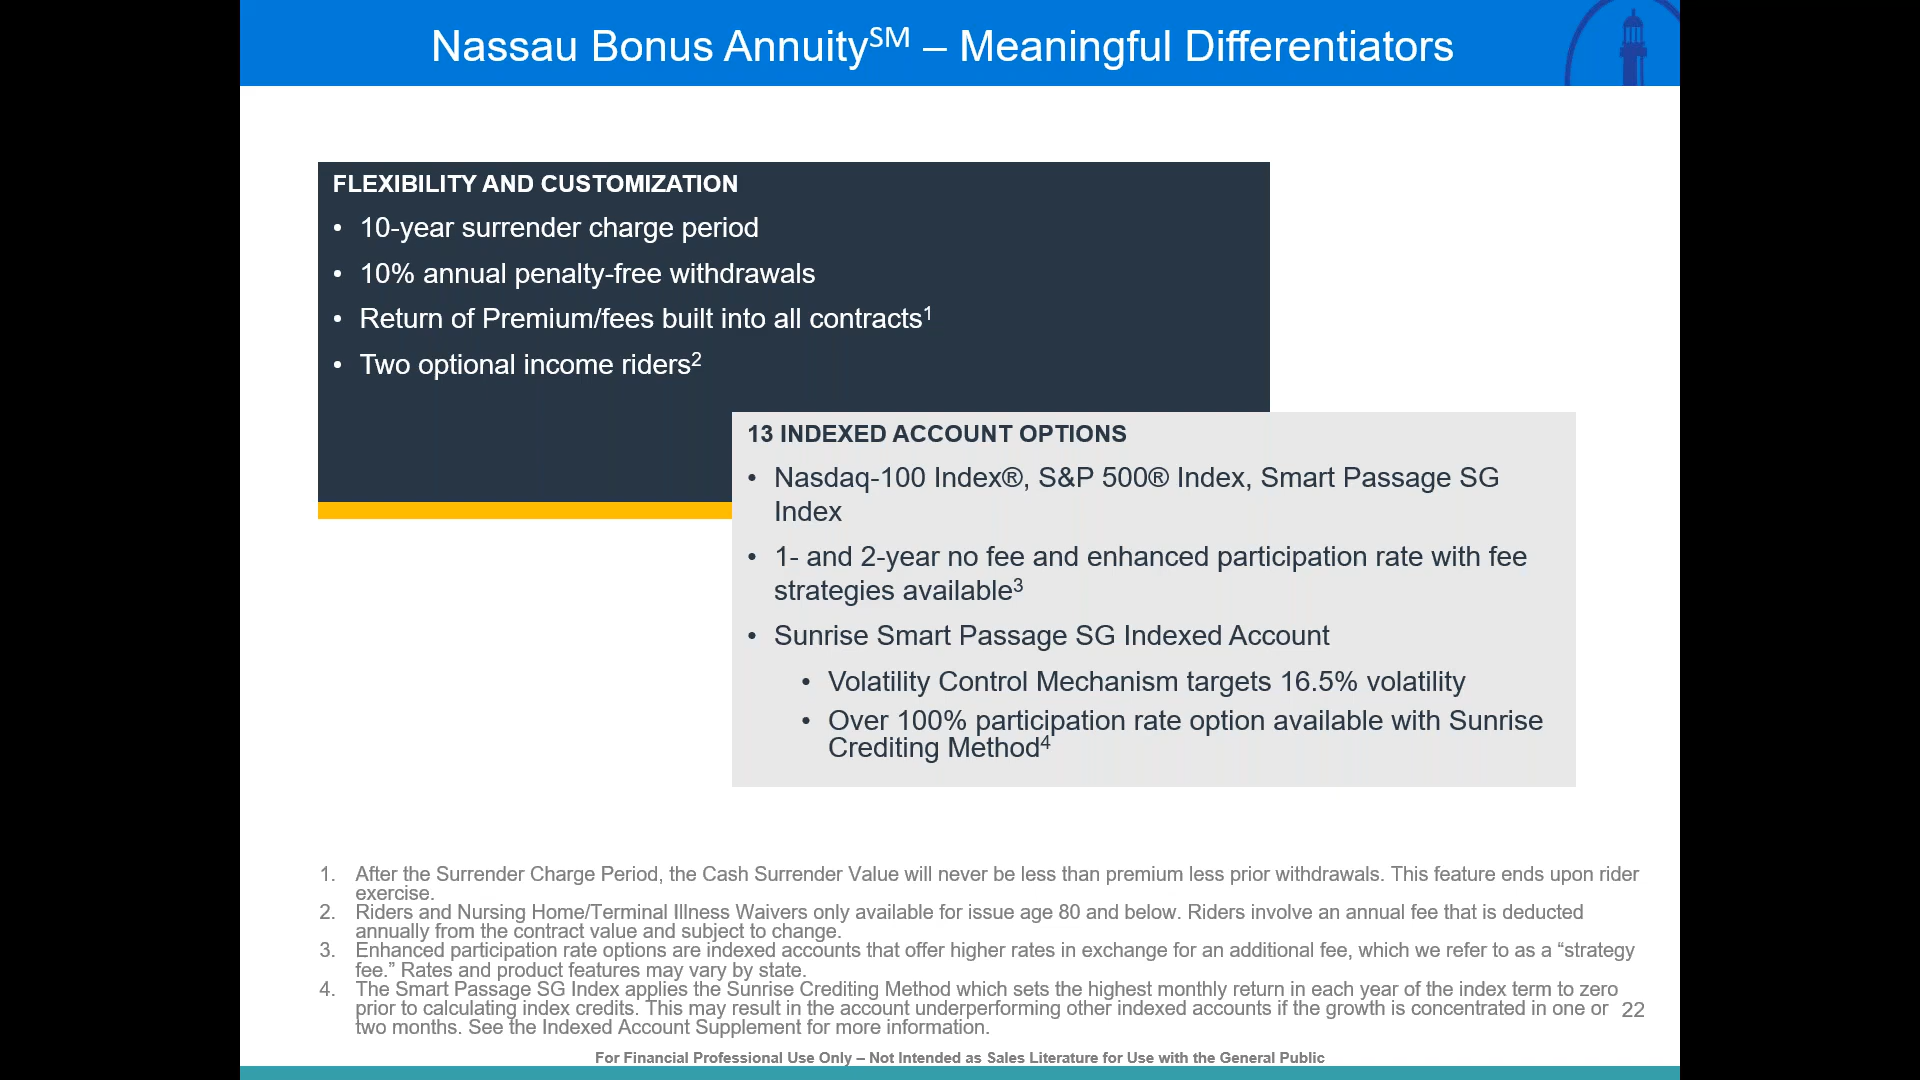 Nassau Bonus Annuity℠ – Meaningful Differentiators
FLEXIBILITY AND CUSTOMIZATION
• 10-year surrender charge period
• 10% annual penalty-free withdrawals
• Return of Premium/fees built into all contracts¹
• Two optional income riders²
13 INDEXED ACCOUNT OPTIONS
• Nasdaq-100 Index®, S&P 500® Index, Smart Passage SG
Index
• 1- and 2-year no fee and enhanced participation rate with fee
strategies available³
• Sunrise Smart Passage SG Indexed Account
• Volatility Control Mechanism targets 16.5% volatility
• Over 100% participation rate option available with Sunrise
Crediting Method⁴
1. After the Surrender Charge Period, the Cash Surrender Value will never be less than premium less prior withdrawals. This feature ends upon rider
exercise.
2. Riders and Nursing Home/Terminal Illness Waivers only available for issue age 80 and below. Riders involve an annual fee that is deducted
annually from the contract value and subject to change.
3. Enhanced participation rate options are indexed accounts that offer higher rates in exchange for an additional fee, which we refer to as a “strategy
fee.” Rates and product features may vary by state.
4. The Smart Passage SG Index applies the Sunrise Crediting Method which sets the highest monthly return in each year of the index term to zero
prior to calculating index credits. This may result in the account underperforming other indexed accounts if the growth is concentrated in one or
two months. See the Indexed Account Supplement for more information.
22
For Financial Professional Use Only – Not Intended as Sales Literature for Use with the General Public